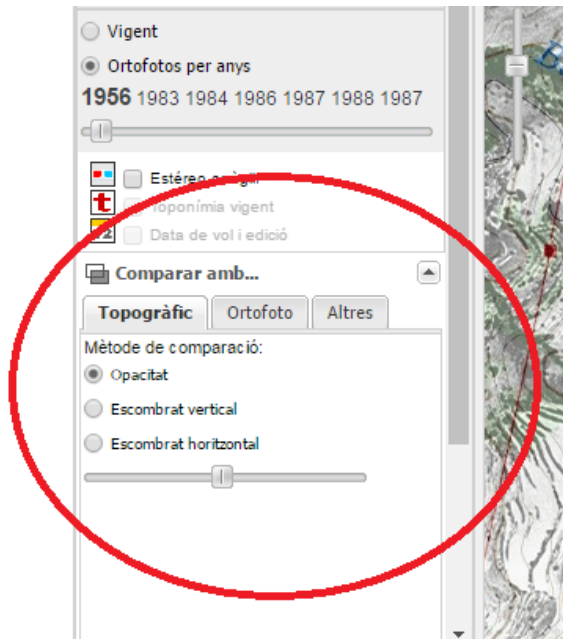 Vigent
Ortofotos per anys
1956 1983 1984 1986 1987 1988 1987
Estéreo
Toponímia vigent
Data de vol i edició
Comparar amb...
Topogràfic Ortofoto Altres
Mètode de comparació:
Opacitat
Escombrat vertical
Escombrat horitzontal